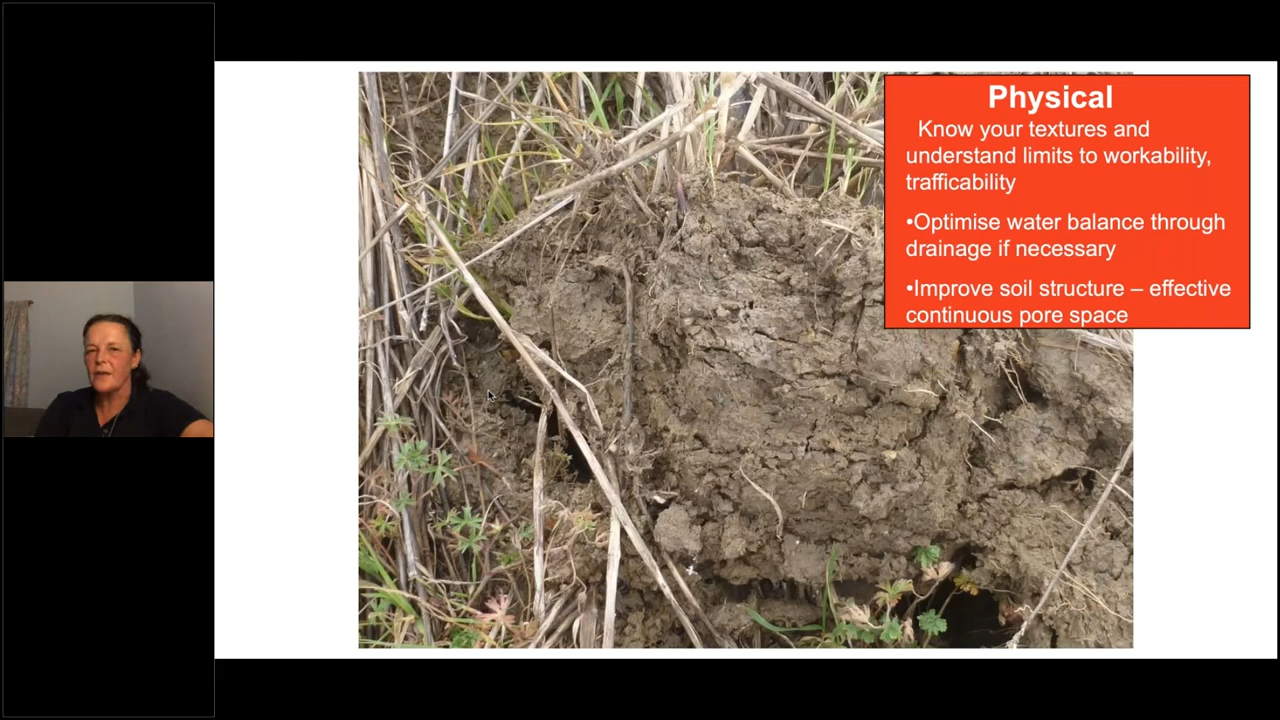 Physical
Know your textures and
understand limits to workability,
trafficability
•Optimise water balance through
drainage if necessary
•Improve soil structure – effective
continuous pore space